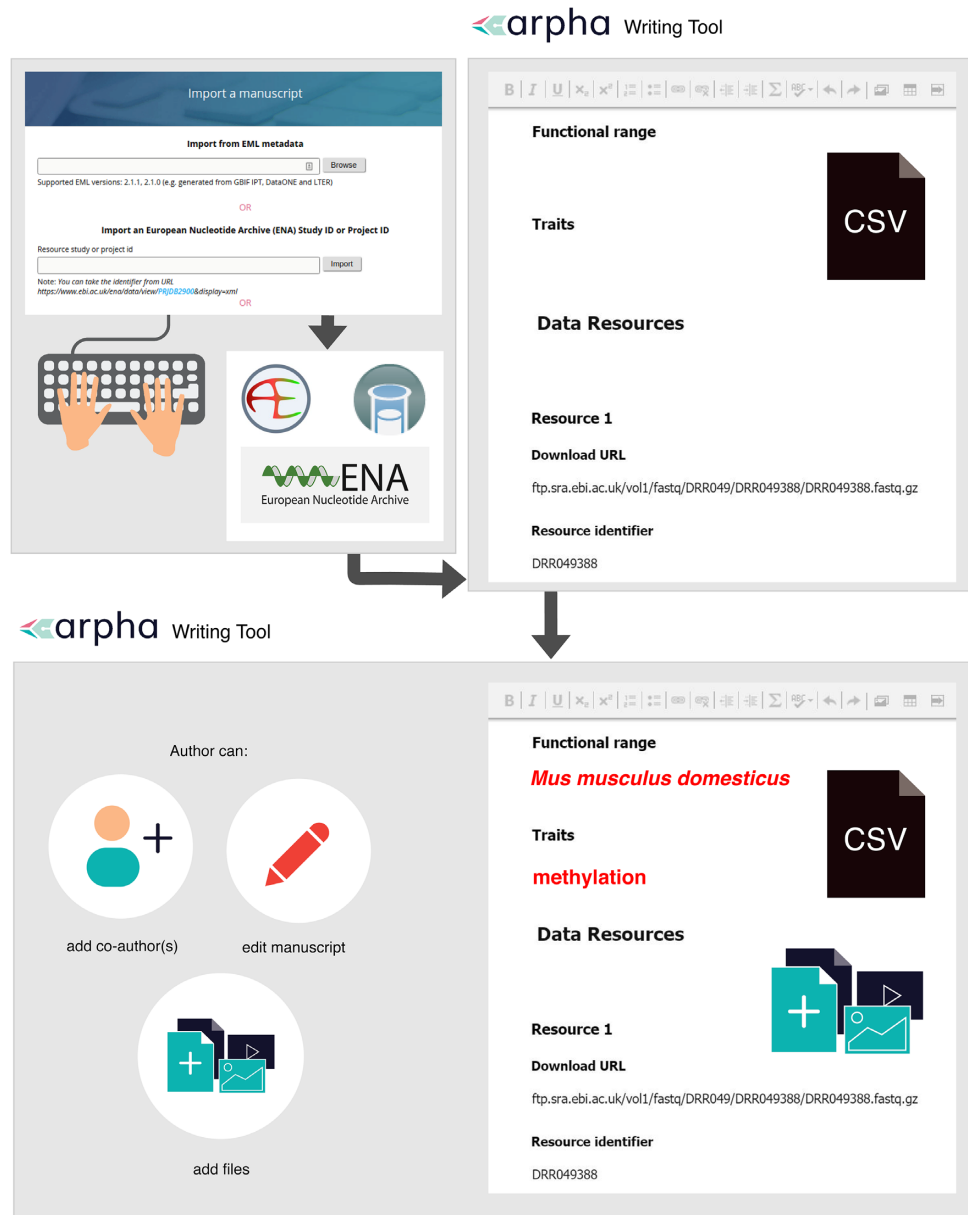 arpha Writing Tool
Import a manuscript
Import from EML metadata
Browse
Supported EML versions: 2.1.1, 2.1.0 (e.g. generated from GBIF IPT, DataONE and LTER)
OR
Import an European Nucleotide Archive (ENA) Study ID or Project ID
Resource study or project id
Import
Note: You can take the identifier from URL
https://www.ebi.ac.uk/ena/data/view/PRJDB2900&display=xml
OR
ENA
European Nucleotide Archive
B I U x₂ x² Σ ABC
Functional range
CSV
Traits
Data Resources
Resource 1
Download URL
ftp.sra.ebi.ac.uk/vol1/fastq/DRR049/DRR049388/DRR049388.fastq.gz
Resource identifier
DRR049388
arpha Writing Tool
Author can:
add co-author(s)
edit manuscript
add files
B I U x₂ x² Σ ABC
Functional range
Mus musculus domesticus
CSV
Traits
methylation
Data Resources
Resource 1
Download URL
ftp.sra.ebi.ac.uk/vol1/fastq/DRR049/DRR049388/DRR049388.fastq.gz
Resource identifier
DRR049388